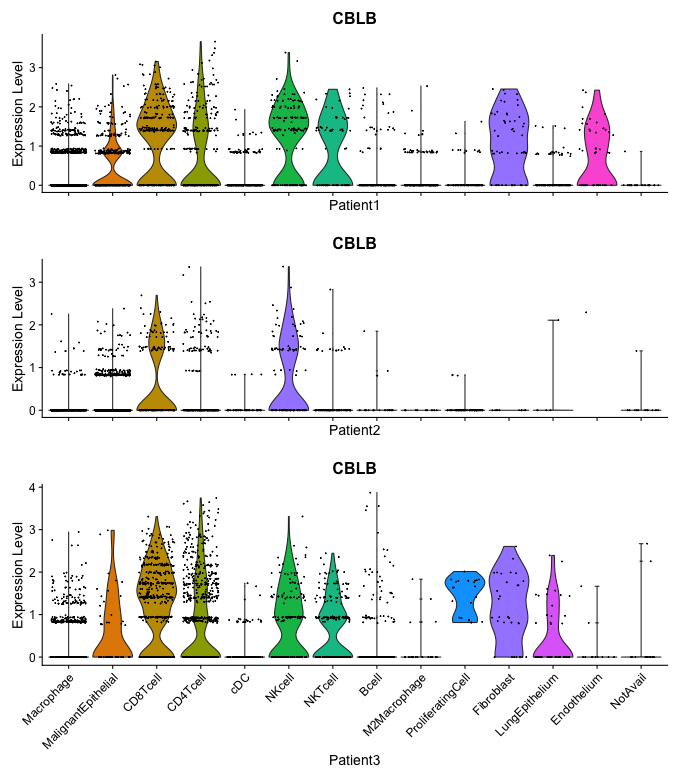 CBLB
Expression Level
3
2
1
0
Patient1
CBLB
Expression Level
3
2
1
0
Patient2
CBLB
Expression Level
4
3
2
1
0
Macrophage
MalignantEpithelial
CD8Tcell
CD4Tcell
cDC
NKcell
NKTcell
Bcell
M2Macrophage
ProliferatingCell
Fibroblast
LungEpithelium
Endothelium
NotAvail
Patient3